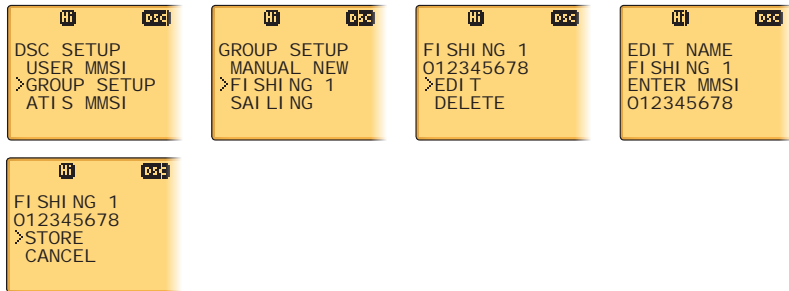 Hi DSC
DSC SETUP
USER MMSI
>GROUP SETUP
ATIS MMSI
Hi DSC
GROUP SETUP
MANUAL NEW
>FISHING 1
SAILING
Hi DSC
FISHING 1
012345678
>EDIT
DELETE
Hi DSC
EDIT NAME
FISHING 1
ENTER MMSI
012345678
Hi DSC
FISHING 1
012345678
>STORE
CANCEL